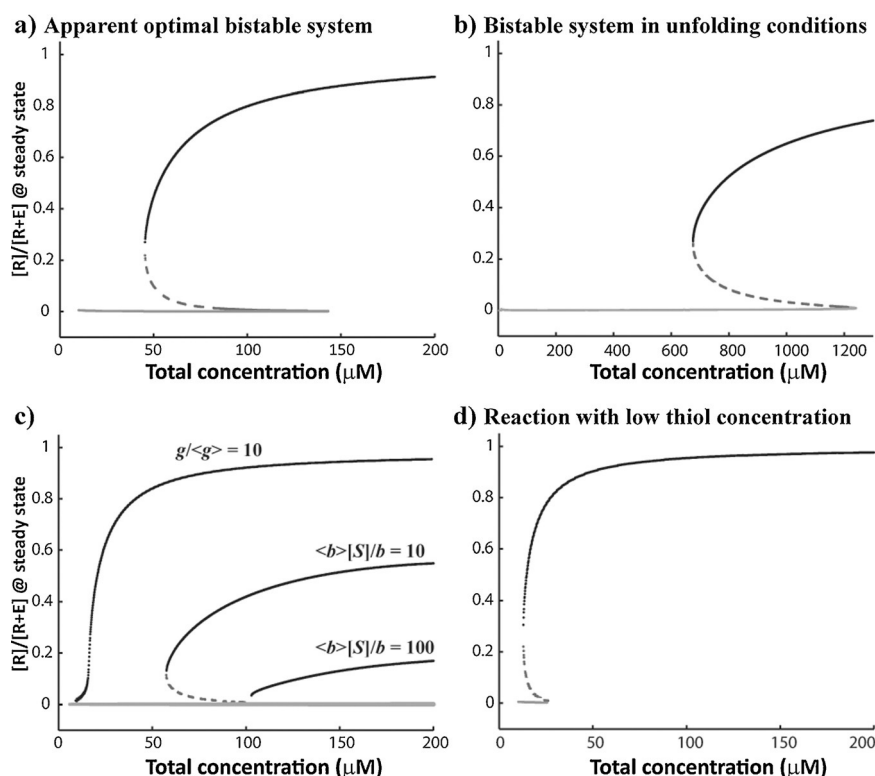 a) Apparent optimal bistable system
[R]/[R+E] @ steady state
1
0.8
0.6
0.4
0.2
0
0 50 100 150 200
Total concentration (μM)
b) Bistable system in unfolding conditions
1
0.8
0.6
0.4
0.2
0
0 200 400 600 800 1000 1200
Total concentration (μM)
c)
[R]/[R+E] @ steady state
1
0.8
0.6
0.4
0.2
0
g/<g> = 10
<b>[S]/b = 10
<b>[S]/b = 100
0 50 100 150 200
Total concentration (μM)
d) Reaction with low thiol concentration
1
0.8
0.6
0.4
0.2
0
0 50 100 150 200
Total concentration (μM)